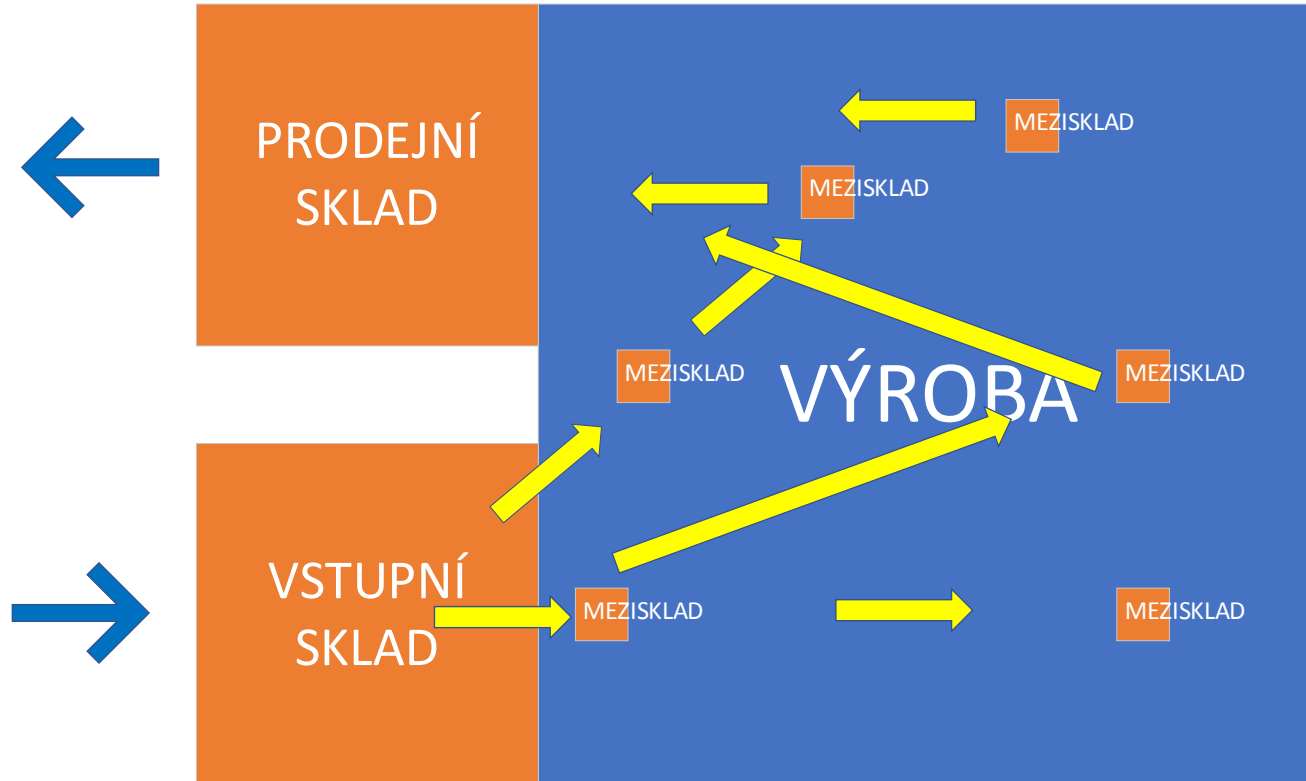 PRODEJNÍ
SKLAD
MEZISKLAD
MEZISKLAD
MEZISKLAD
VÝROBA
MEZISKLAD
VSTUPNÍ
SKLAD
MEZISKLAD
MEZISKLAD